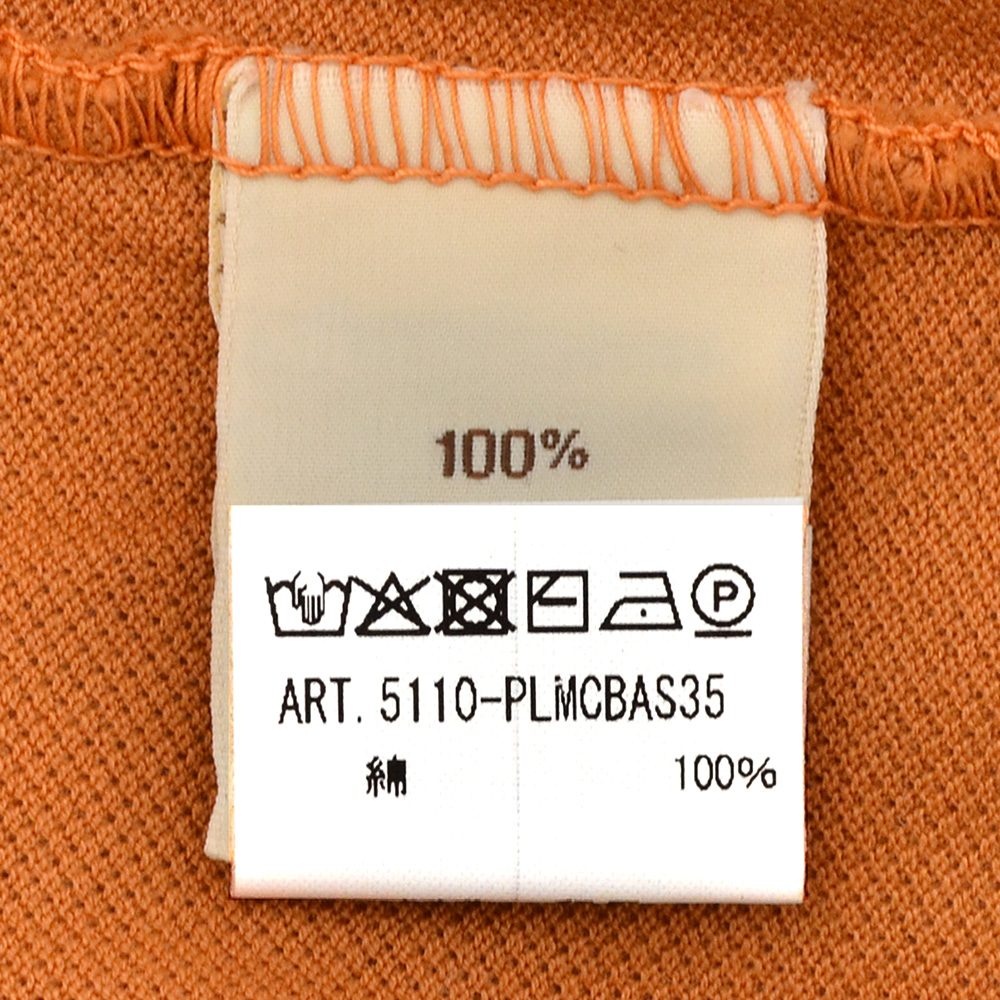 100%
P
ART. 5110-PLMCBAS35
綿 100%